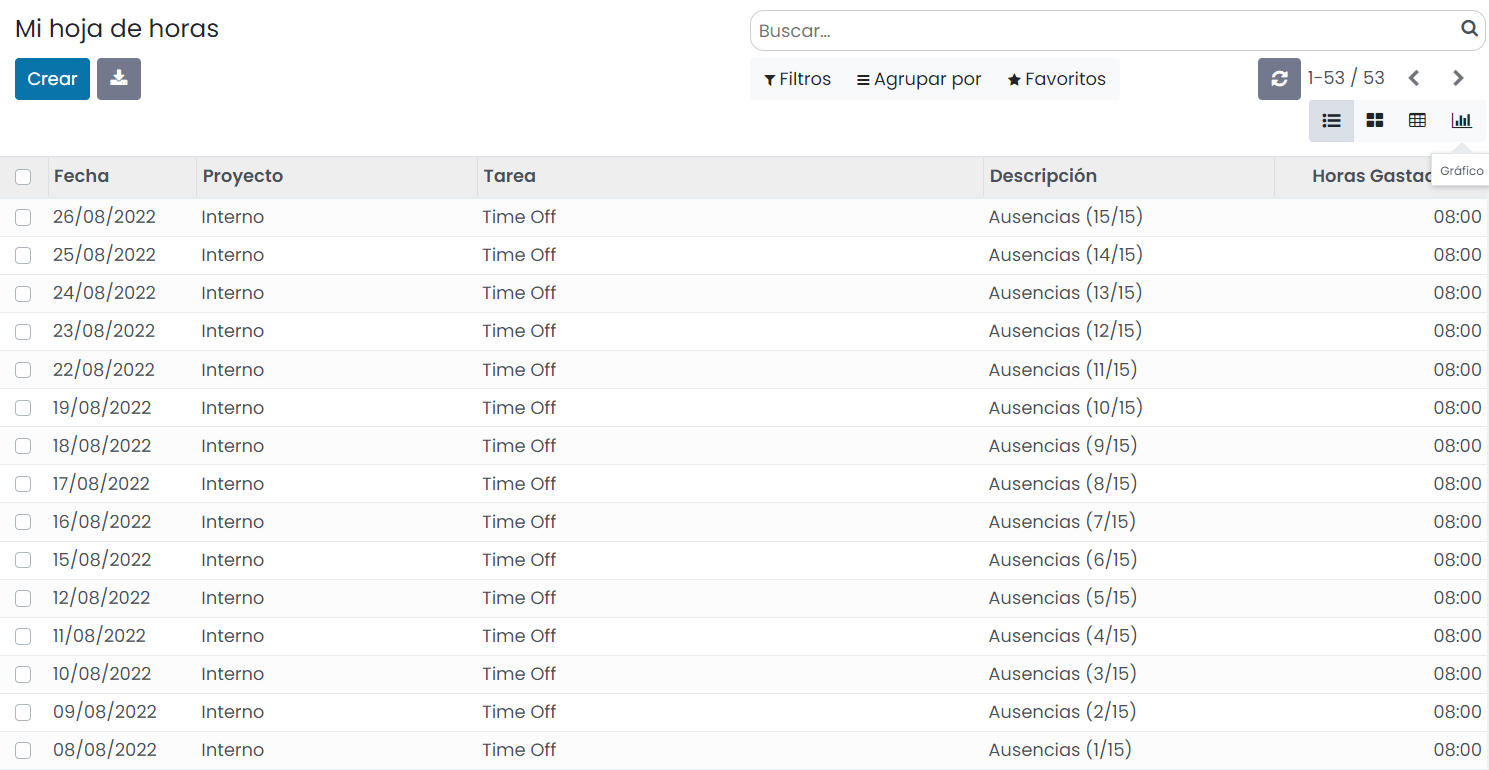 Mi hoja de horas
Buscar...
Crear
Filtros Agrupar por Favoritos
1-53 / 53
Gráfico
Fecha Proyecto Tarea Descripción Horas Gastac
26/08/2022 Interno Time Off Ausencias (15/15) 08:00
25/08/2022 Interno Time Off Ausencias (14/15) 08:00
24/08/2022 Interno Time Off Ausencias (13/15) 08:00
23/08/2022 Interno Time Off Ausencias (12/15) 08:00
22/08/2022 Interno Time Off Ausencias (11/15) 08:00
19/08/2022 Interno Time Off Ausencias (10/15) 08:00
18/08/2022 Interno Time Off Ausencias (9/15) 08:00
17/08/2022 Interno Time Off Ausencias (8/15) 08:00
16/08/2022 Interno Time Off Ausencias (7/15) 08:00
15/08/2022 Interno Time Off Ausencias (6/15) 08:00
12/08/2022 Interno Time Off Ausencias (5/15) 08:00
11/08/2022 Interno Time Off Ausencias (4/15) 08:00
10/08/2022 Interno Time Off Ausencias (3/15) 08:00
09/08/2022 Interno Time Off Ausencias (2/15) 08:00
08/08/2022 Interno Time Off Ausencias (1/15) 08:00